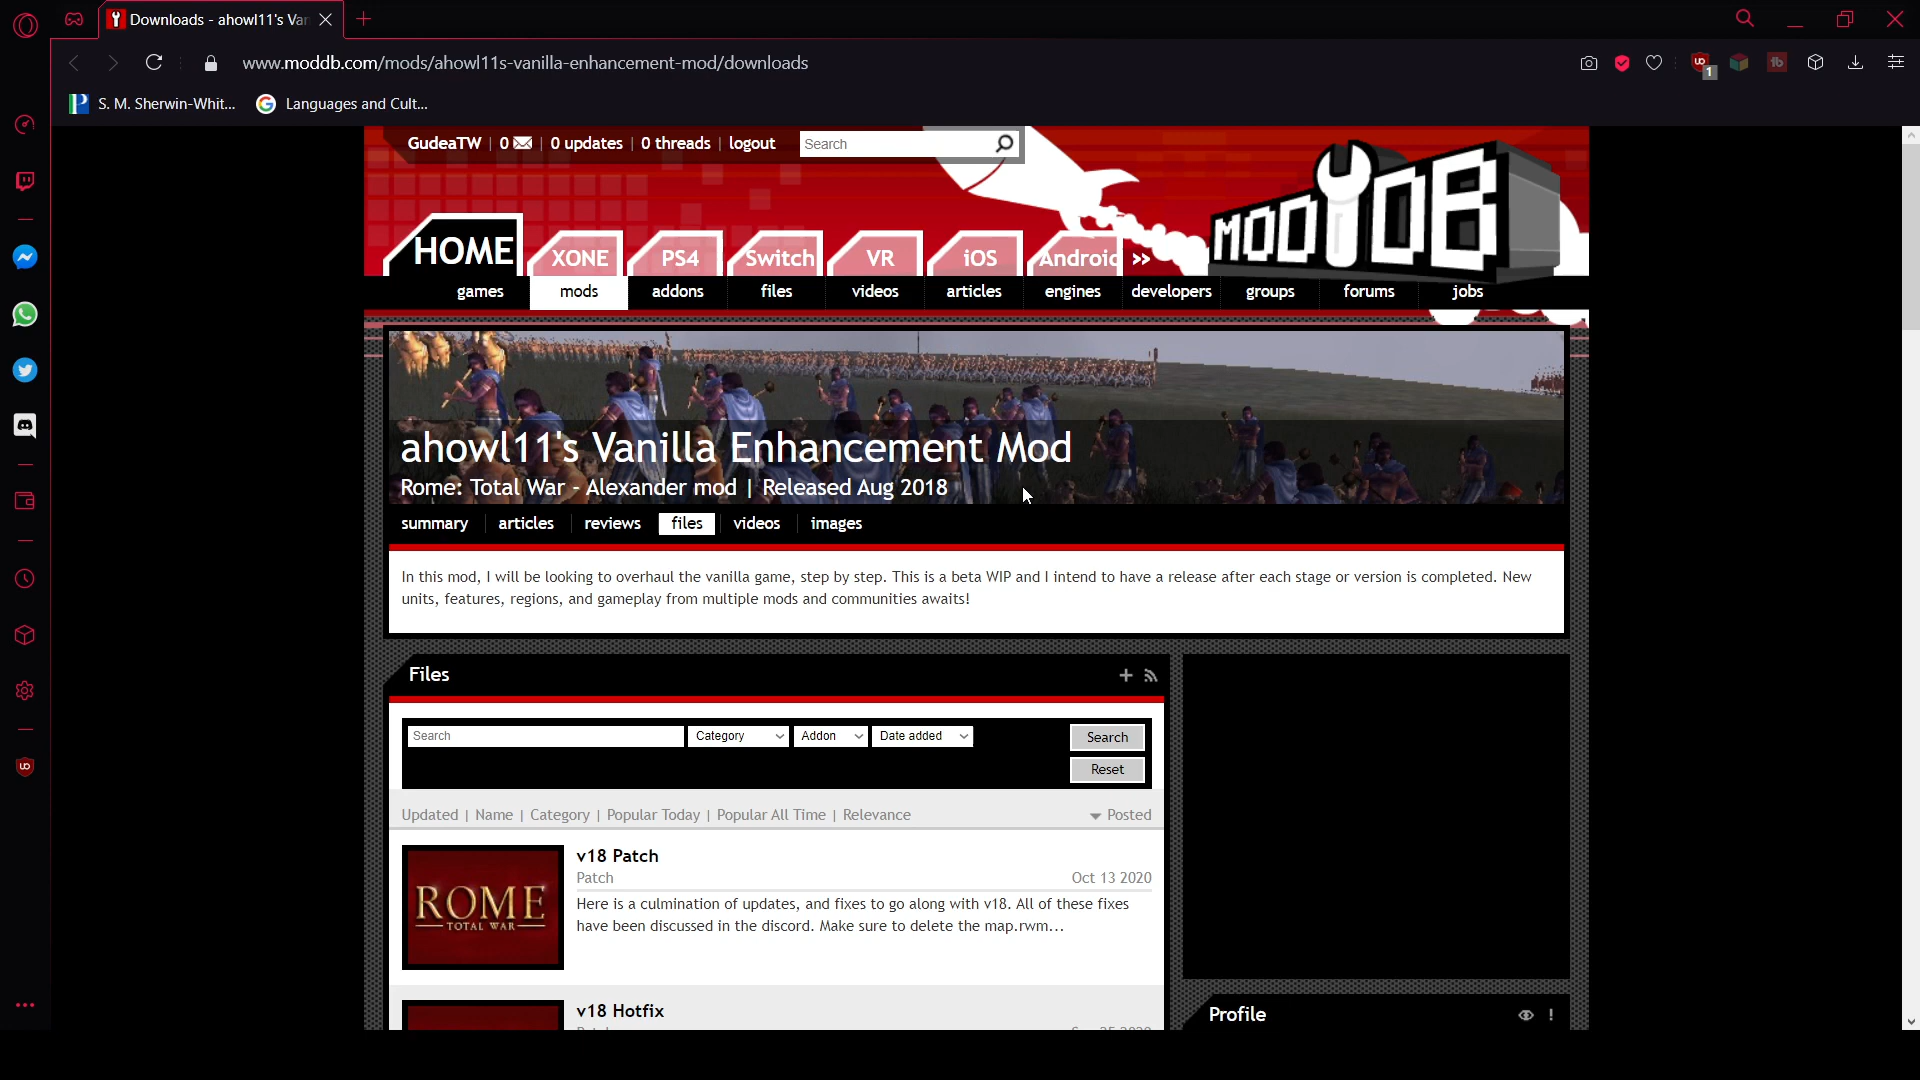 Downloads - ahowl11's Va
www.moddb.com/mods/ahowl11s-vanilla-enhancement-mod/downloads
1
S. M. Sherwin-Whit...
Languages and Cult...
GudeaTW | 0 | 0 updates | 0 threads | logout
Search
MODDB
HOME
XONE
PS4
Switch
VR
iOS
Android
»
games
mods
addons
files
videos
articles
engines
developers
groups
forums
jobs
ahowl11's Vanilla Enhancement Mod
Rome: Total War - Alexander mod | Released Aug 2018
summary
articles
reviews
files
videos
images
In this mod, I will be looking to overhaul the vanilla game, step by step. This is a beta WIP and I intend to have a release after each stage or version is completed. New
units, features, regions, and gameplay from multiple mods and communities awaits!
Files
Search
Category
Addon
Date added
Search
Reset
Updated | Name | Category | Popular Today | Popular All Time | Relevance
Posted
ROME
TOTAL WAR
v18 Patch
Patch
Oct 13 2020
Here is a culmination of updates, and fixes to go along with v18. All of these fixes
have been discussed in the discord. Make sure to delete the map.rwm...
v18 Hotfix
Profile